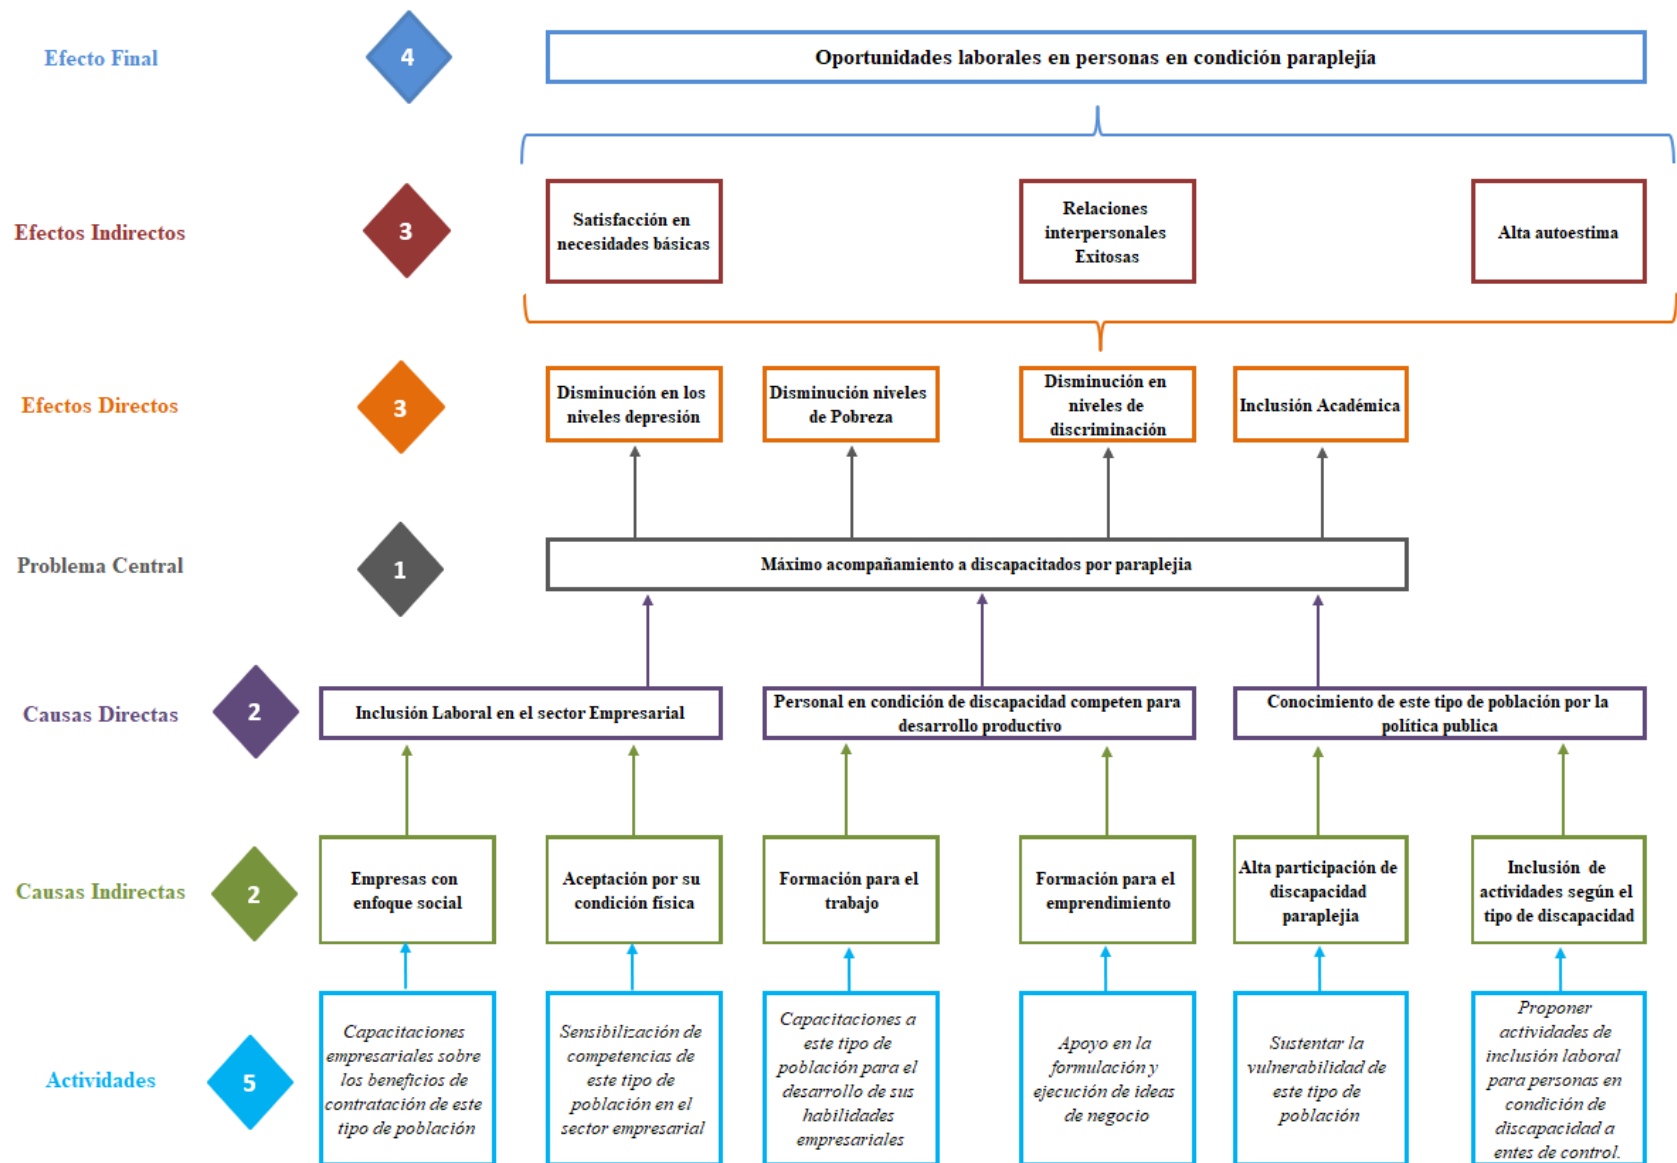 Efecto Final
4
Oportunidades laborales en personas en condición paraplejía
Efectos Indirectos
3
Satisfacción en
necesidades básicas
Relaciones
interpersonales
Exitosas
Alta autoestima
Efectos Directos
3
Disminución en los
niveles depresión
Disminución niveles
de Pobreza
Disminución en
niveles de
discriminación
Inclusión Académica
Problema Central
1
Máximo acompañamiento a discapacitados por paraplejia
Causas Directas
2
Inclusión Laboral en el sector Empresarial
Personal en condición de discapacidad competen para
desarrollo productivo
Conocimiento de este tipo de población por la
política publica
Causas Indirectas
2
Empresas con
enfoque social
Aceptación por su
condición física
Formación para el
trabajo
Formación para el
emprendimiento
Alta participación de
discapacidad
paraplejia
Inclusión de
actividades según el
tipo de discapacidad
Actividades
5
Capacitaciones
empresariales sobre
los beneficios de
contratación de este
tipo de población
Sensibilización de
competencias de
este tipo de
población en el
sector empresarial
Capacitaciones a
este tipo de
población para el
desarrollo de sus
habilidades
empresariales
Apoyo en la
formulación y
ejecución de ideas
de negocio
Sustentar la
vulnerabilidad de
este tipo de
población
Proponer
actividades de
inclusión laboral
para personas en
condición de
discapacidad a
entes de control.